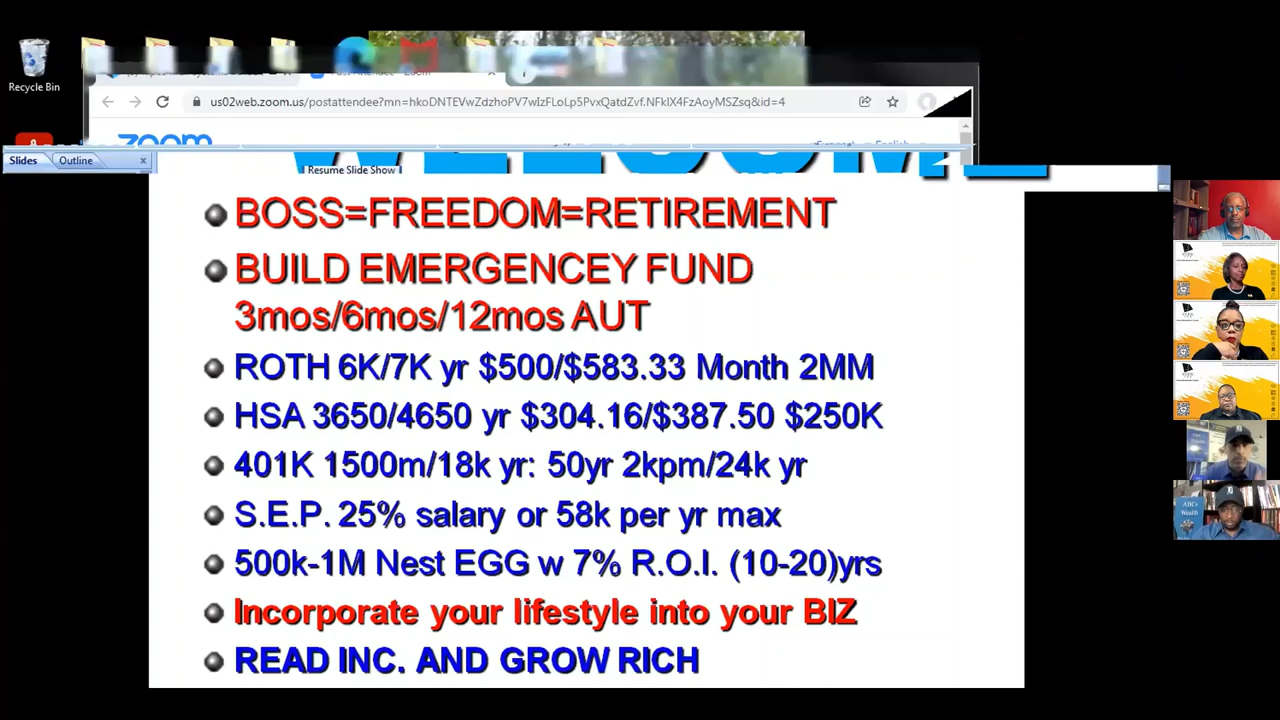 Recycle Bin
us02web.zoom.us/postattendee?mn=hkoDNTEVwZdzhoPV7wIzFLoLp5PvxQatdZvf.NFklX4FzAoyMSZsq&id=4
zoom
English
Slides
Outline
Resume Slide Show
WELCOME
BOSS=FREEDOM=RETIREMENT
BUILD EMERGENCEY FUND
3mos/6mos/12mos AUT
ROTH 6K/7K yr $500/$583.33 Month 2MM
HSA 3650/4650 yr $304.16/$387.50 $250K
401K 1500m/18k yr: 50yr 2kpm/24k yr
S.E.P. 25% salary or 58k per yr max
500k-1M Nest EGG w 7% R.O.I. (10-20)yrs
Incorporate your lifestyle into your BIZ
READ INC. AND GROW RICH
ABCs
Wealth